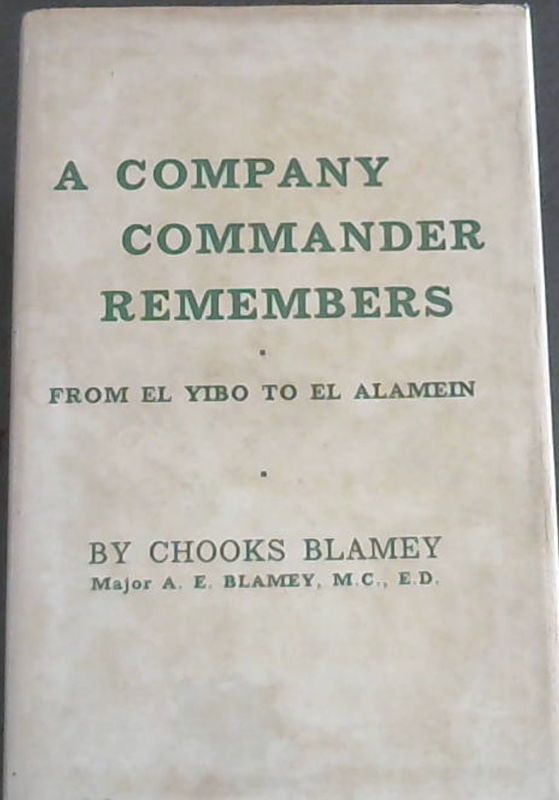 A COMPANY
COMMANDER
REMEMBERS
FROM EL YIBO TO EL ALAMEIN
BY CHOOKS BLAMEY
Major A. E. BLAMEY, M.C., E.D.